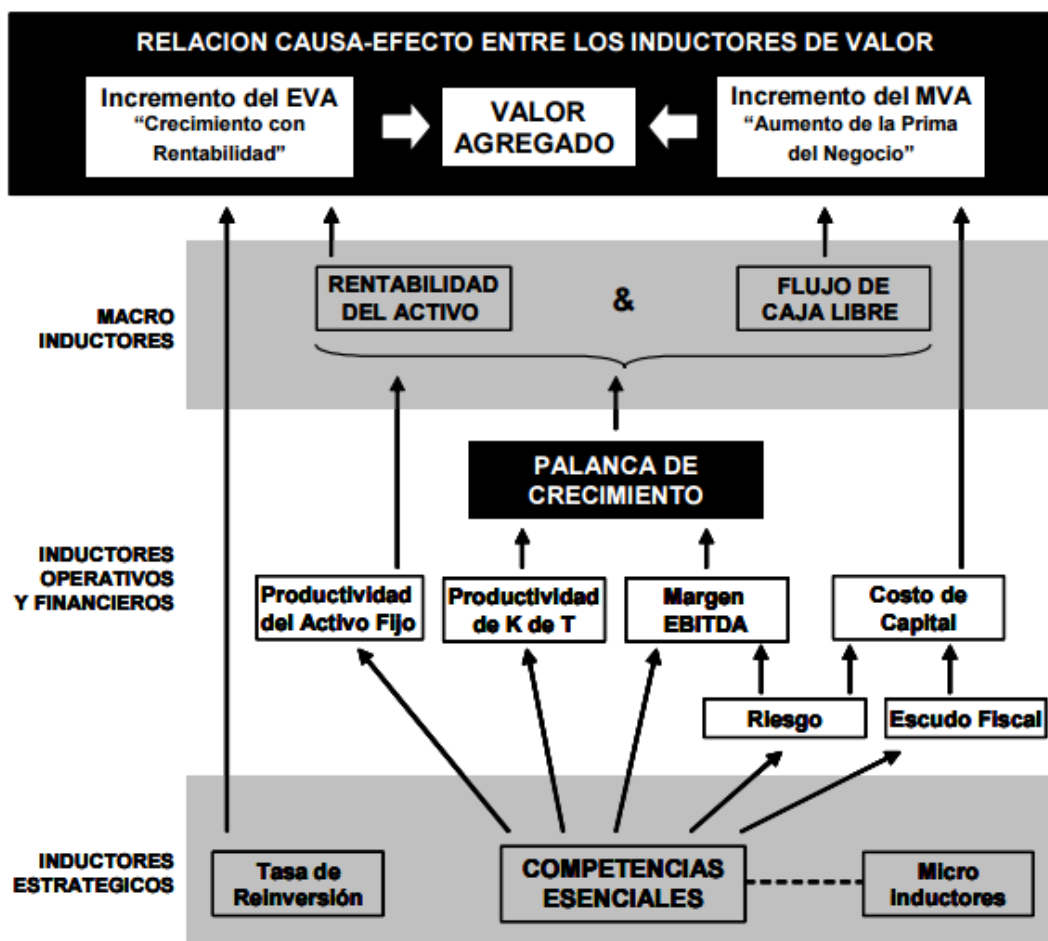 RELACION CAUSA-EFECTO ENTRE LOS INDUCTORES DE VALOR
Incremento del EVA
“Crecimiento con
Rentabilidad”
VALOR
AGREGADO
Incremento del MVA
“Aumento de la Prima
del Negocio”
MACRO
INDUCTORES
RENTABILIDAD
DEL ACTIVO
&
FLUJO DE
CAJA LIBRE
PALANCA DE
CRECIMIENTO
INDUCTORES
OPERATIVOS
Y FINANCIEROS
Productividad
del Activo Fijo
Productividad
de K de T
Margen
EBITDA
Costo de
Capital
Riesgo
Escudo Fiscal
INDUCTORES
ESTRATEGICOS
Tasa de
Reinversión
COMPETENCIAS
ESENCIALES
Micro
Inductores